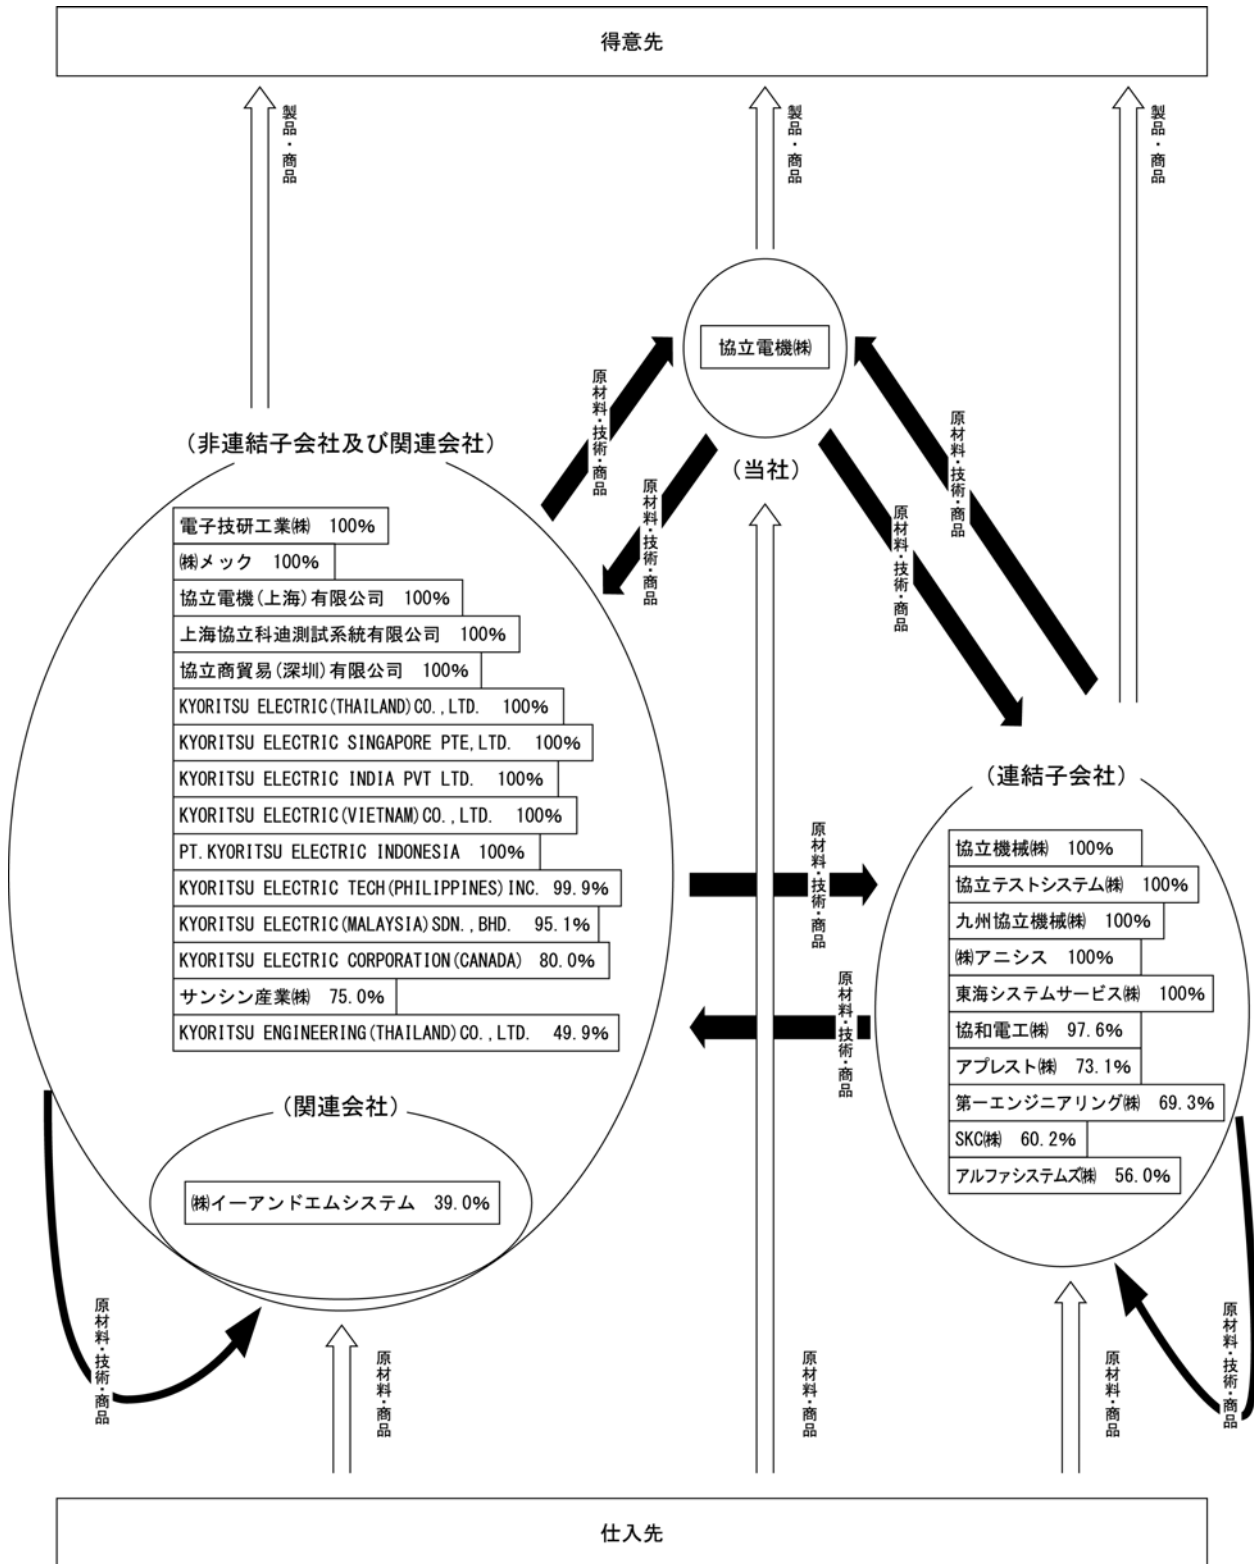 得意先
製品・商品
製品・商品
製品・商品
協立電機㈱
(当社)
原材料・技術・商品
原材料・技術・商品
原材料・技術・商品
原材料・技術・商品
(非連結子会社及び関連会社)
電子技研工業㈱ 100%
㈱メック 100%
協立電機(上海)有限公司 100%
上海協立科迪測試系統有限公司 100%
協立商貿易(深圳)有限公司 100%
KYORITSU ELECTRIC(THAILAND)CO.,LTD. 100%
KYORITSU ELECTRIC SINGAPORE PTE,LTD. 100%
KYORITSU ELECTRIC INDIA PVT LTD. 100%
KYORITSU ELECTRIC(VIETNAM)CO.,LTD. 100%
PT.KYORITSU ELECTRIC INDONESIA 100%
KYORITSU ELECTRIC TECH(PHILIPPINES)INC. 99.9%
KYORITSU ELECTRIC(MALAYSIA)SDN.,BHD. 95.1%
KYORITSU ELECTRIC CORPORATION(CANADA) 80.0%
サンシン産業㈱ 75.0%
KYORITSU ENGINEERING(THAILAND)CO.,LTD. 49.9%
(関連会社)
㈱イーアンドエムシステム 39.0%
原材料・技術・商品
原材料・技術・商品
(連結子会社)
協立機械㈱ 100%
協立テストシステム㈱ 100%
九州協立機械㈱ 100%
㈱アニシス 100%
東海システムサービス㈱ 100%
協和電工㈱ 97.6%
アプレスト㈱ 73.1%
第一エンジニアリング㈱ 69.3%
SKC㈱ 60.2%
アルファシステムズ㈱ 56.0%
原材料・技術・商品
原材料・商品
原材料・商品
原材料・商品
原材料・技術・商品
仕入先